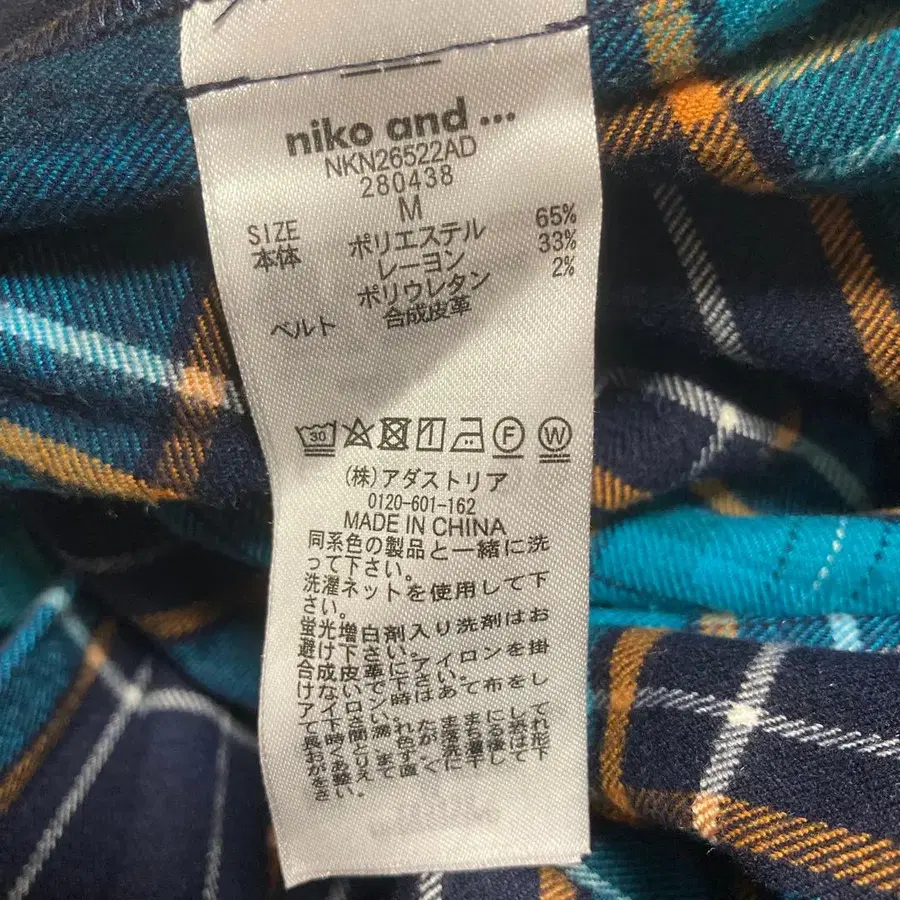 niko and ...
NKN26522AD
280438
SIZE M
本体 ポリエステル 65%
レーヨン 33%
ポリウレタン 2%
ベルト 合成皮革
30 F W
(株)アダストリア
0120-601-162
MADE IN CHINA
同系色の製品と一緒に洗
って下さい。
洗濯ネットを使用して下
さい。
蛍光増白剤入り洗剤はお
避け下さい。
合成皮革にアイロンを掛
けないで下さい。
アイロン時はあて布をし
て下さい。